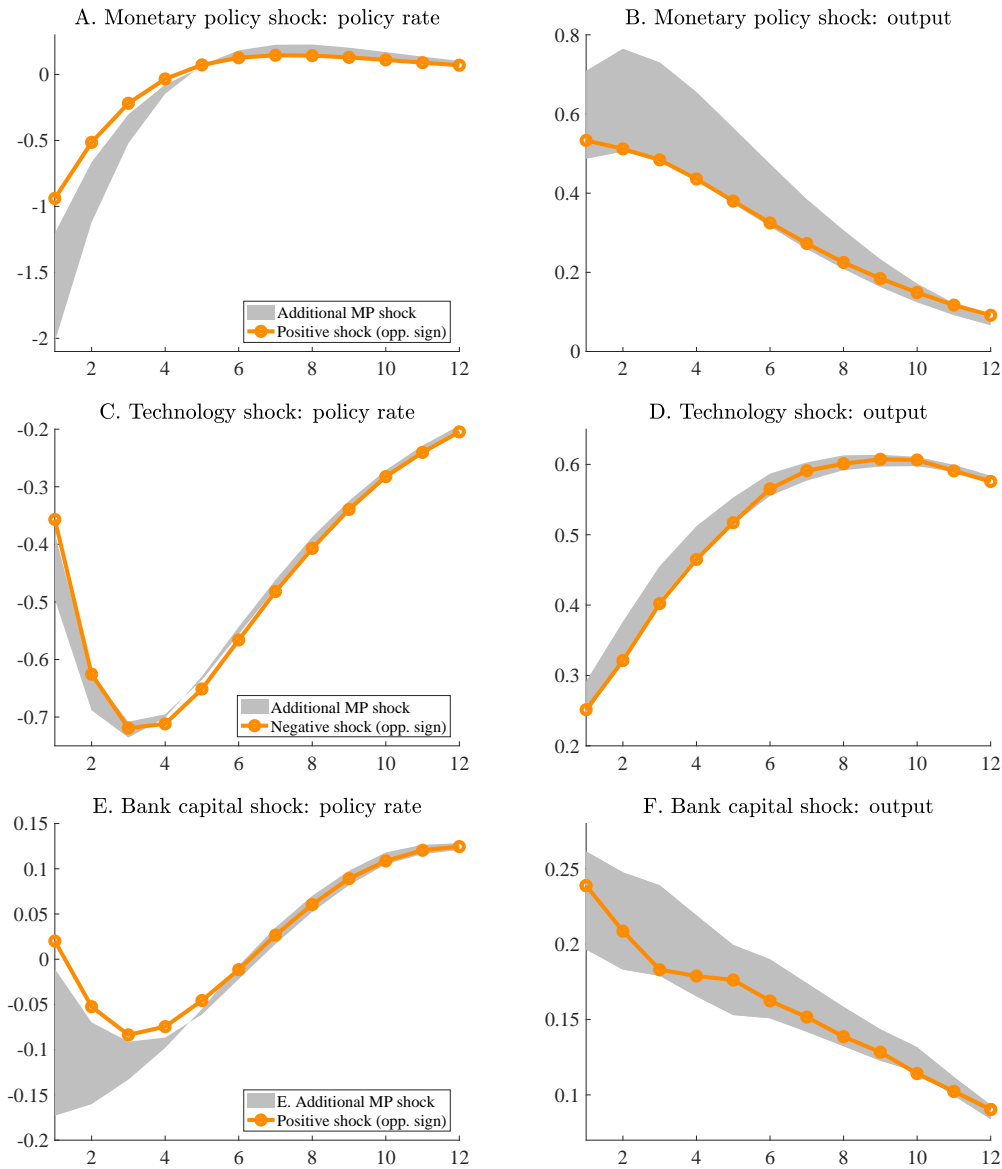 A. Monetary policy shock: policy rate
0
-0.5
-1
-1.5
-2
2 4 6 8 10 12
Additional MP shock
Positive shock (opp. sign)
B. Monetary policy shock: output
0.8
0.6
0.4
0.2
0
2 4 6 8 10 12
C. Technology shock: policy rate
-0.2
-0.3
-0.4
-0.5
-0.6
-0.7
2 4 6 8 10 12
Additional MP shock
Negative shock (opp. sign)
D. Technology shock: output
0.6
0.5
0.4
0.3
0.2
2 4 6 8 10 12
E. Bank capital shock: policy rate
0.15
0.1
0.05
0
-0.05
-0.1
-0.15
-0.2
2 4 6 8 10 12
E. Additional MP shock
Positive shock (opp. sign)
F. Bank capital shock: output
0.25
0.2
0.15
0.1
2 4 6 8 10 12